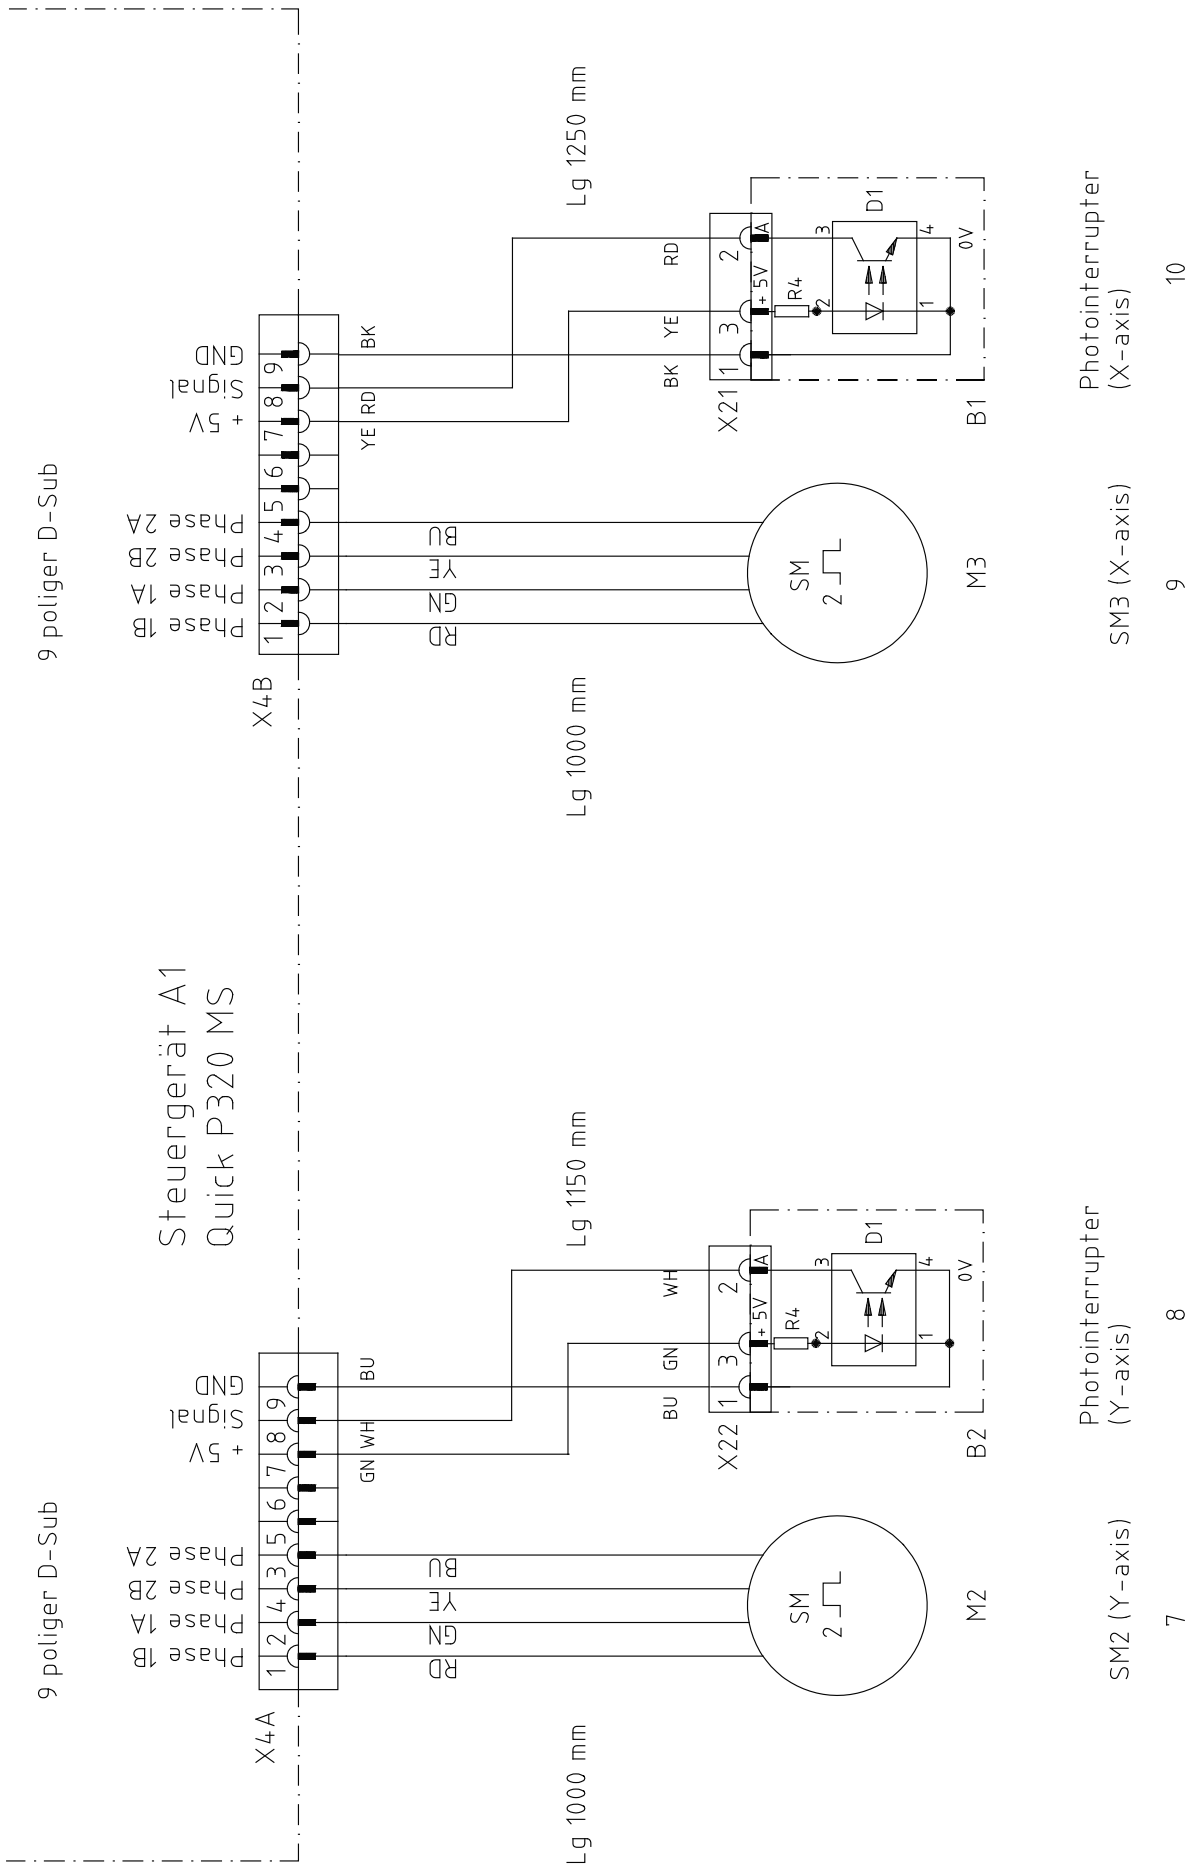 9 poliger D-Sub
9 poliger D-Sub
Steuergerät A1
Quick P320 MS
X4A
Phase 1B
Phase 1A
Phase 2B
Phase 2A
+ 5V
Signal
GND
1 2 4 3 5 6 7 8 9
RD
GN
YE
BU
GN
WH
BU
X4B
Phase 1B
Phase 1A
Phase 2B
Phase 2A
+ 5V
Signal
GND
1 2 3 4 5 6 7 8 9
RD
GN
YE
BU
YE
RD
BK
Lg 1000 mm
Lg 1150 mm
Lg 1000 mm
Lg 1250 mm
BU
GN
WH
X22
1 3 2
+ 5V
A
R4
2
3
D1
1
4
0V
B2
BK
YE
RD
X21
1 3 2
+ 5V
A
R4
2
3
D1
1
4
0V
B1
SM
2
M2
SM
2
M3
SM2 (Y-axis)
Photointerrupter
(Y-axis)
SM3 (X-axis)
Photointerrupter
(X-axis)
7
8
9
10